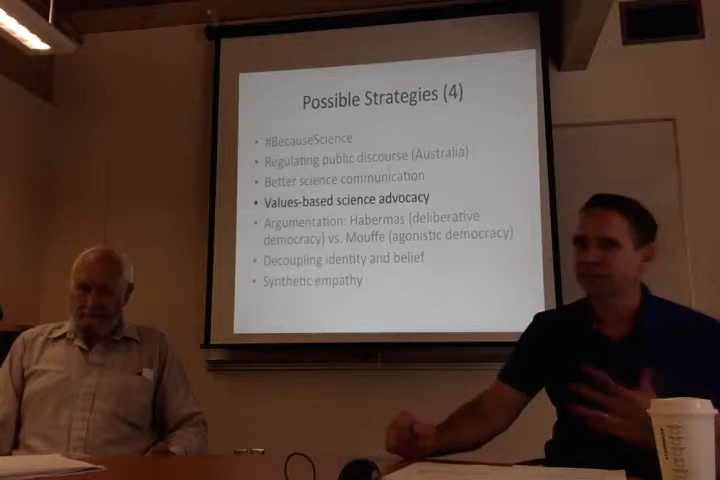 Possible Strategies (4)
• #BecauseScience
• Regulating public discourse (Australia)
• Better science communication
• Values-based science advocacy
• Argumentation: Habermas (deliberative
democracy) vs. Mouffe (agonistic democracy)
• Decoupling identity and belief
• Synthetic empathy